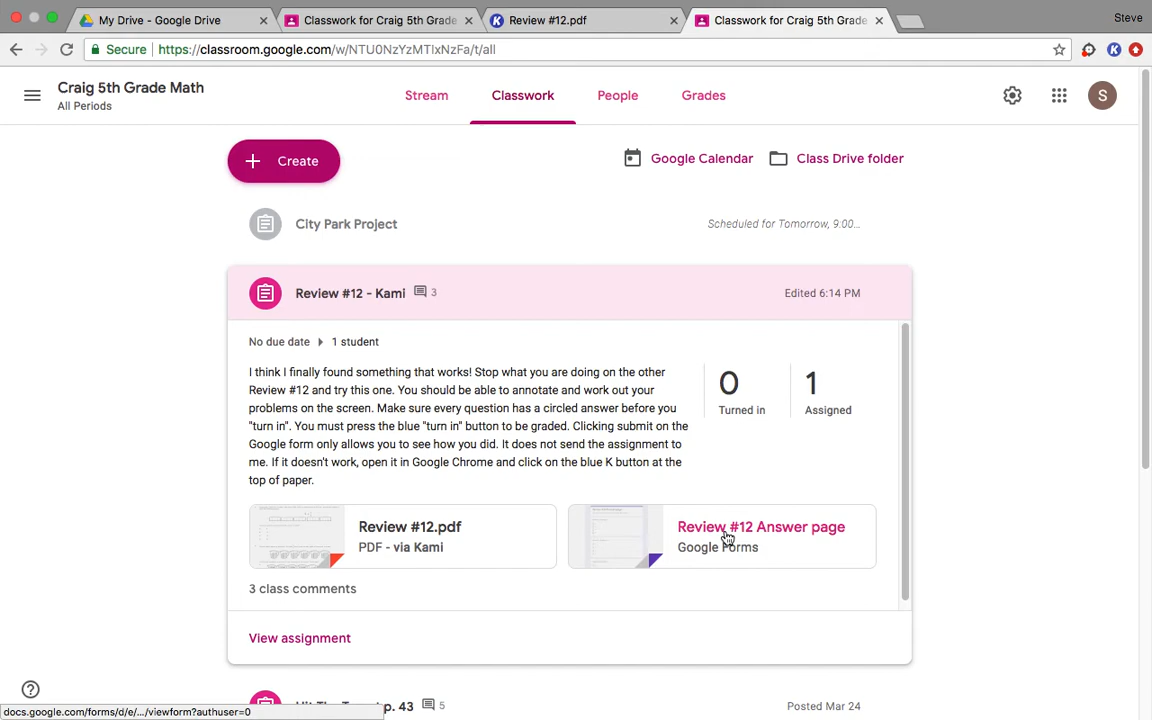 My Drive - Google Drive
Classwork for Craig 5th Grade
Review #12.pdf
Classwork for Craig 5th Grade
Steve
Secure
https://classroom.google.com/w/NTU0NzYzMTIxNzFa/t/all
Craig 5th Grade Math
All Periods
Stream
Classwork
People
Grades
S
Create
Google Calendar
Class Drive folder
City Park Project
Scheduled for Tomorrow, 9:00...
Review #12 - Kami
3
Edited 6:14 PM
No due date
1 student
I think I finally found something that works! Stop what you are doing on the other
Review #12 and try this one. You should be able to annotate and work out your
problems on the screen. Make sure every question has a circled answer before you
"turn in". You must press the blue "turn in" button to be graded. Clicking submit on the
Google form only allows you to see how you did. It does not send the assignment to
me. If it doesn't work, open it in Google Chrome and click on the blue K button at the
top of paper.
0
Turned in
1
Assigned
Review #12.pdf
PDF - via Kami
Review #12 Answer page
Google Forms
3 class comments
View assignment
p. 43
5
Posted Mar 24
docs.google.com/forms/d/e/.../viewform?authuser=0